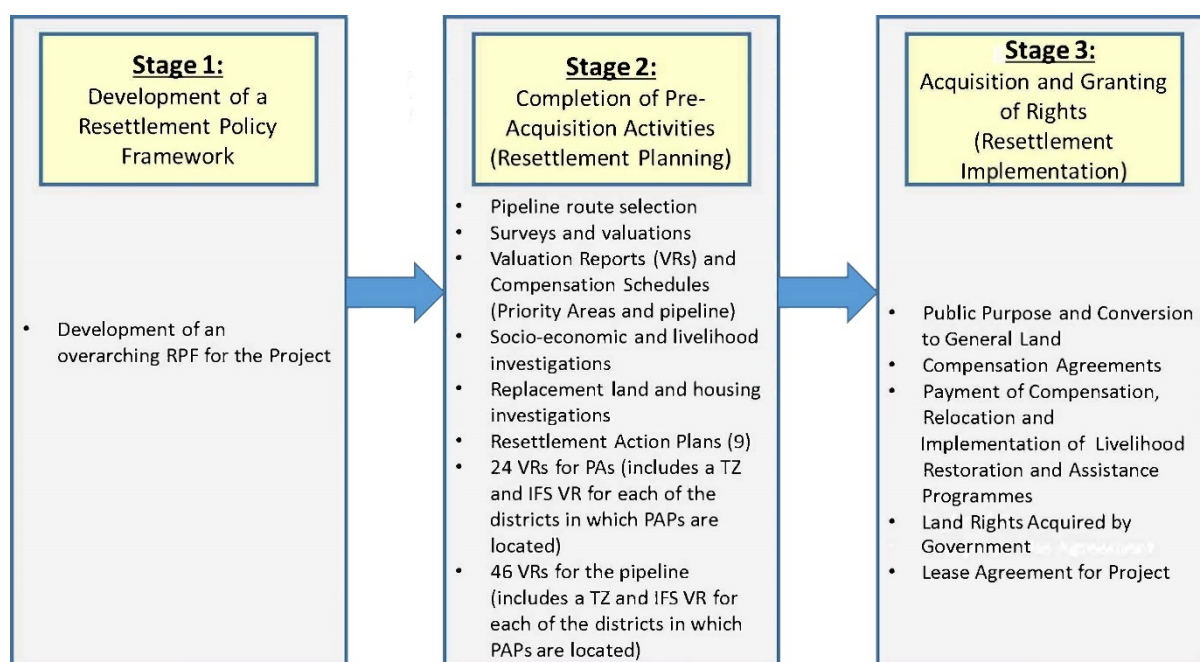 Stage 1:
Development of a
Resettlement Policy
Framework
• Development of an
overarching RPF for the Project
Stage 2:
Completion of Pre-
Acquisition Activities
(Resettlement Planning)
• Pipeline route selection
• Surveys and valuations
• Valuation Reports (VRs) and
Compensation Schedules
(Priority Areas and pipeline)
• Socio-economic and livelihood
investigations
• Replacement land and housing
investigations
• Resettlement Action Plans (9)
• 24 VRs for PAs (includes a TZ
and IFS VR for each of the
districts in which PAPs are
located)
• 46 VRs for the pipeline
(includes a TZ and IFS VR for
each of the districts in which
PAPs are located)
Stage 3:
Acquisition and Granting
of Rights
(Resettlement
Implementation)
• Public Purpose and Conversion
to General Land
• Compensation Agreements
• Payment of Compensation,
Relocation and
Implementation of Livelihood
Restoration and Assistance
Programmes
• Land Rights Acquired by
Government
• Lease Agreement for Project